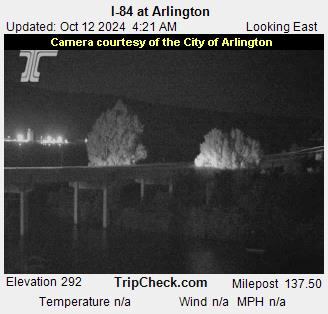 I-84 at Arlington
Updated: Oct 12 2024 4:21 AM Looking East
Camera courtesy of the City of Arlington
Elevation 292 TripCheck.com Milepost 137.50
Temperature n/a Wind n/a MPH n/a